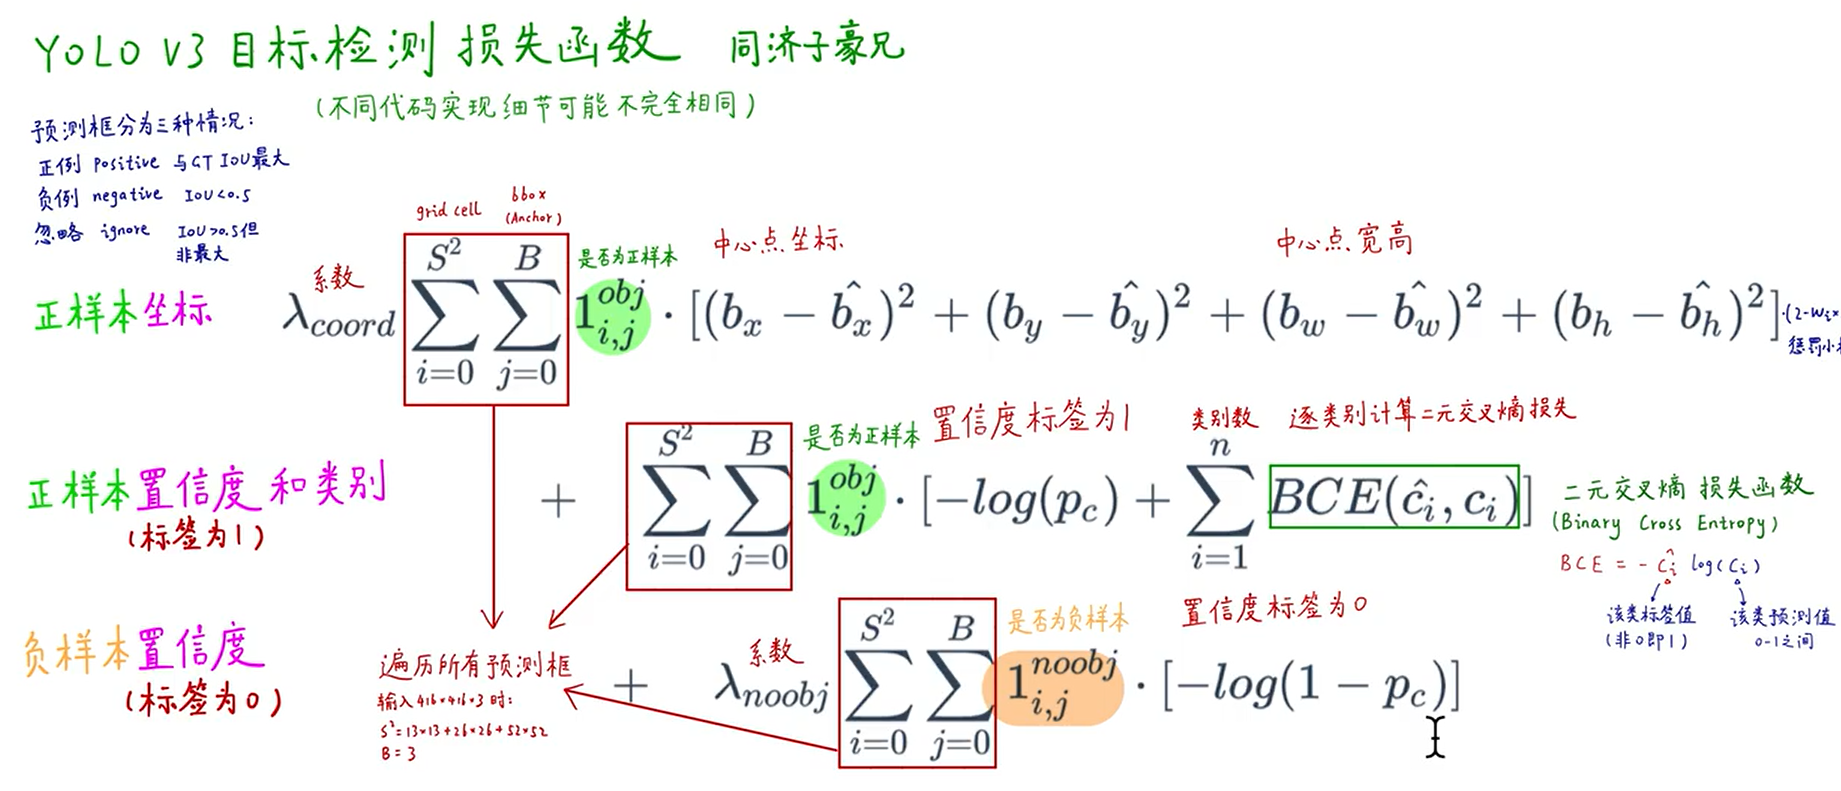 YOLO V3 目标检测 损失函数 同济子豪兄
(不同代码实现细节可能不完全相同)
预测框分为三种情况:
正例 positive 与GT IoU最大
负例 negative IoU<0.5
忽略 ignore IoU>0.5但
非最大
grid cell
bbox
(Anchor)
是否为正样本
中心点坐标
中心点宽高
系数
正样本坐标
λ_{coord} \sum_{i=0}^{S^2} \sum_{j=0}^{B} 1_{i,j}^{obj} · [(b_x − \hat{b_x})^2 + (b_y − \hat{b_y})^2 + (b_w − \hat{b_w})^2 + (b_h − \hat{b_h})^2]·(2-w_i×
惩罚小
是否为正样本
置信度标签为1
类别数
逐类别计算二元交叉熵损失
正样本置信度和类别
(标签为1)
+ \sum_{i=0}^{S^2} \sum_{j=0}^{B} 1_{i,j}^{obj} · [−log(p_c) + \sum_{i=1}^{n} BCE(\hat{c}_i, c_i)]
二元交叉熵 损失函数
(Binary Cross Entropy)
BCE = - \hat{c}_i log(c_i)
该类标签值
(非0即1)
该类预测值
0-1之间
是否为负样本
置信度标签为0
系数
负样本置信度
(标签为0)
遍历所有预测框
输入416×416×3时:
S²=13×13+26×26+52×52
B=3
+ λ_{noobj} \sum_{i=0}^{S^2} \sum_{j=0}^{B} 1_{i,j}^{noobj} · [−log(1 − p_c)]